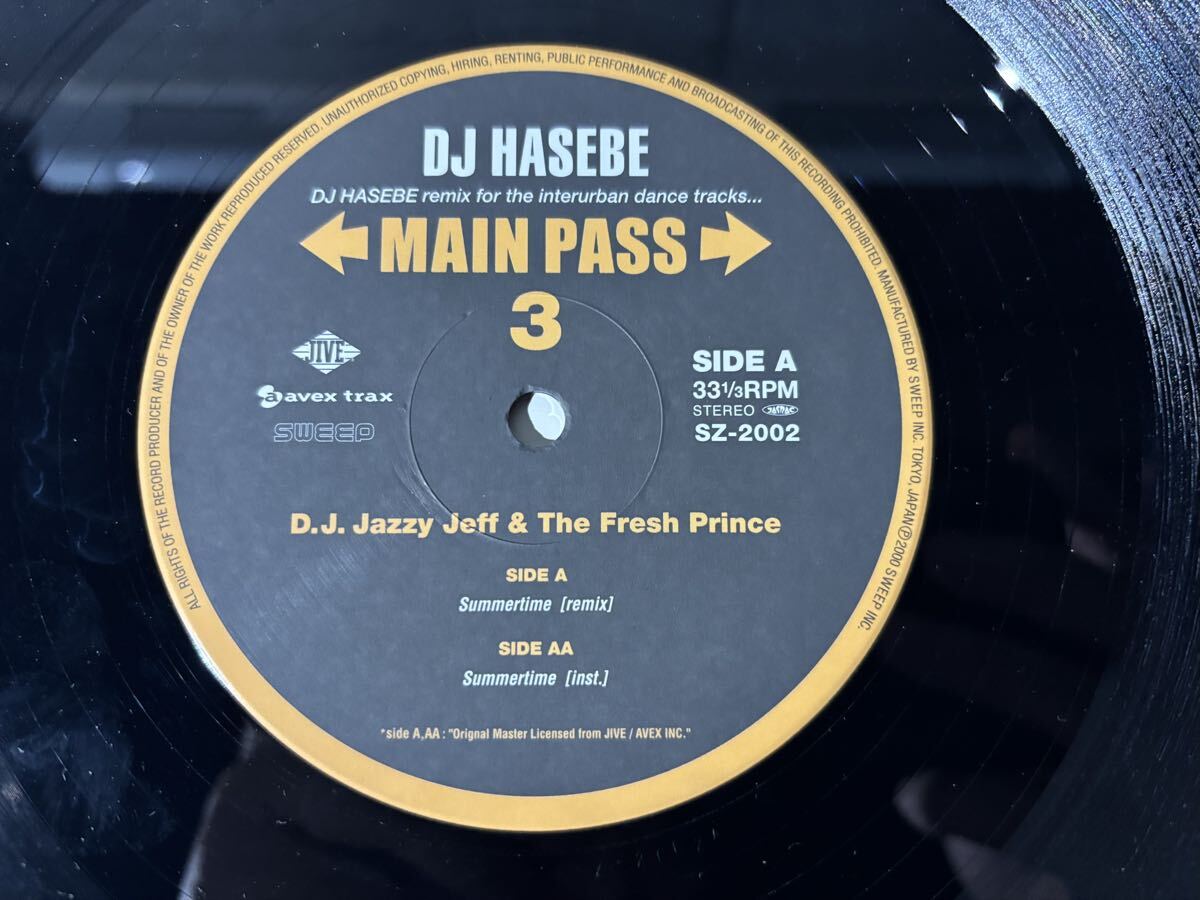 ALL RIGHTS OF THE RECORD PRODUCER AND OF THE OWNER OF THE WORK REPRODUCED RESERVED. UNAUTHORIZED COPYING, HIRING, RENTING, PUBLIC PERFORMANCE AND BROADCASTING OF THIS RECORDING PROHIBITED. MANUFACTURED BY SWEEP INC. TOKYO, JAPAN Ⓟ2000 SWEEP INC.
DJ HASEBE
DJ HASEBE remix for the interurban dance tracks...
MAIN PASS
3
JIVE
a avex trax
SWEEP
SIDE A
33 1/3RPM
STEREO JASRAC
SZ-2002
D.J. Jazzy Jeff & The Fresh Prince
SIDE A
Summertime [remix]
SIDE AA
Summertime [inst.]
*side A,AA : "Orignal Master Licensed from JIVE / AVEX INC."